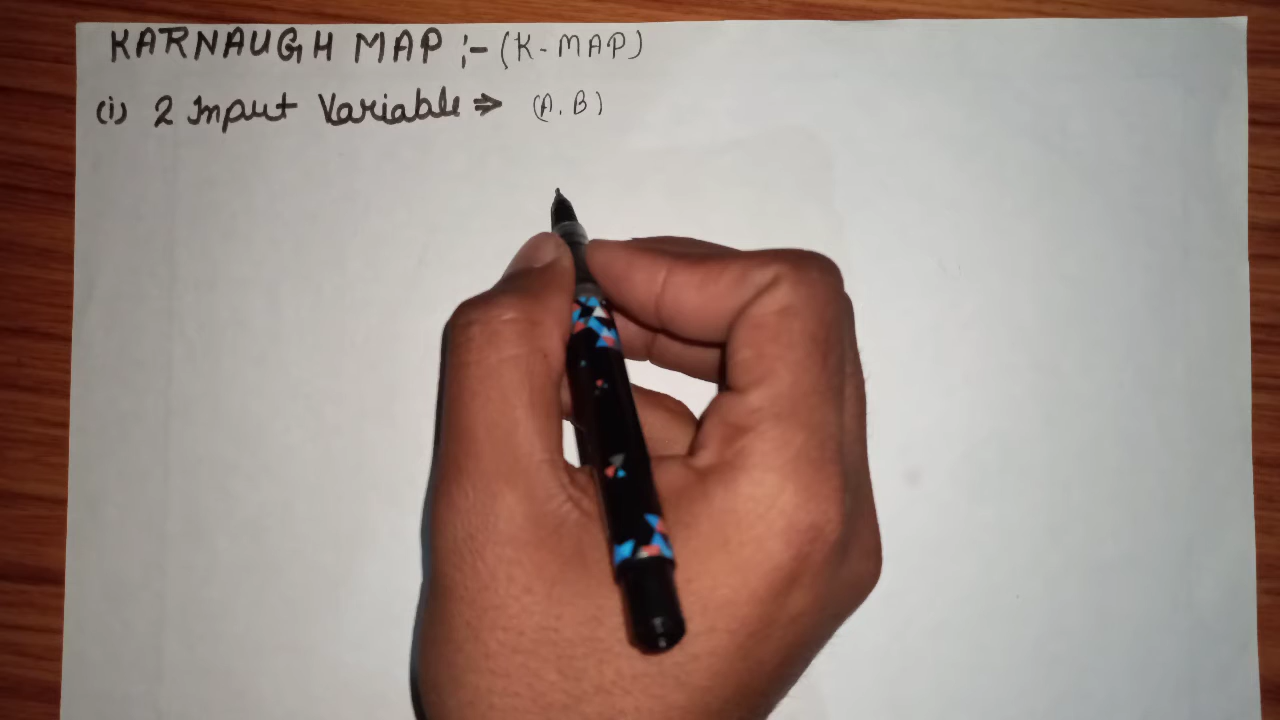 KARNAUGH MAP :- (K-MAP)
(i) 2 Input Variable ⇒ (A.B)